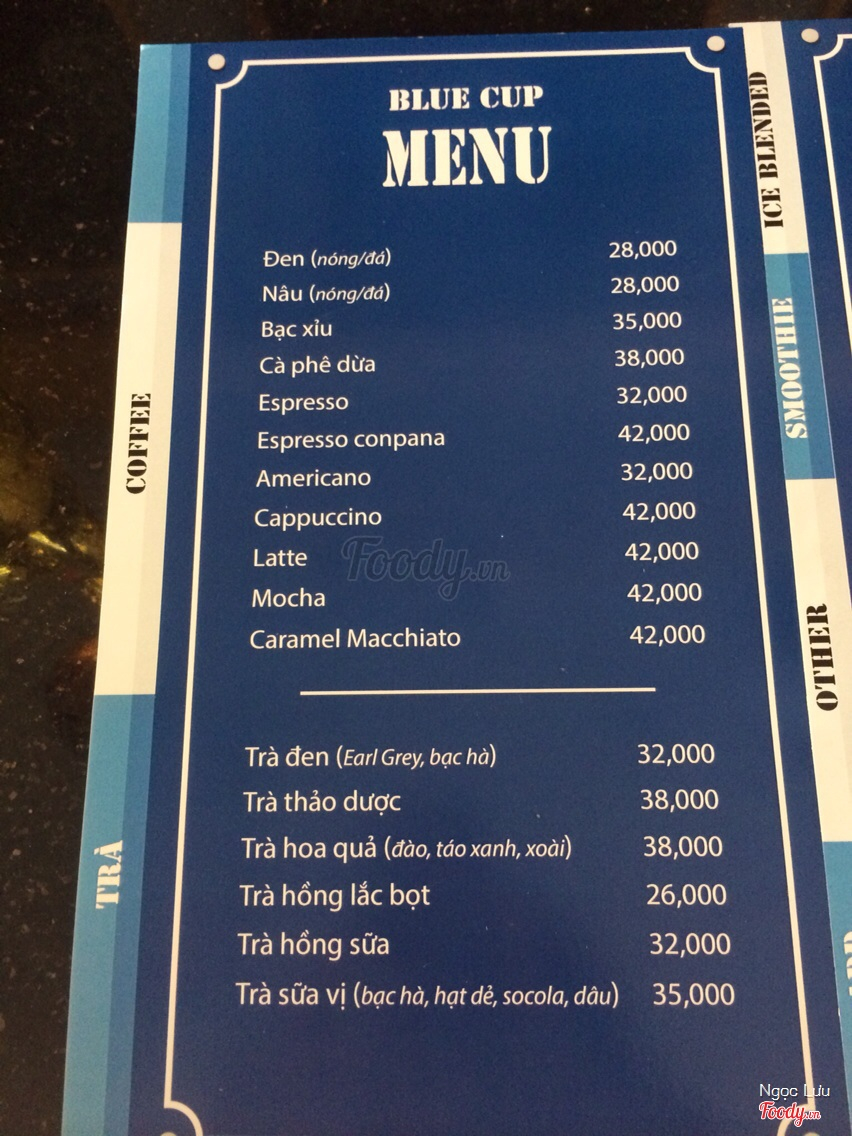 BLUE CUP
MENU
COFFEE
Đen (nóng/đá) 28,000
Nâu (nóng/đá) 28,000
Bạc xỉu 35,000
Cà phê dừa 38,000
Espresso 32,000
Espresso conpana 42,000
Americano 32,000
Cappuccino 42,000
Latte 42,000
Mocha 42,000
Caramel Macchiato 42,000
TRÀ
Trà đen (Earl Grey, bạc hà) 32,000
Trà thảo dược 38,000
Trà hoa quả (đào, táo xanh, xoài) 38,000
Trà hồng lắc bọt 26,000
Trà hồng sữa 32,000
Trà sữa vị (bạc hà, hạt dẻ, socola, dâu) 35,000
ICE BLENDED
SMOOTHIE
OTHER
Foody.vn
Ngọc Lưu
Foody.vn